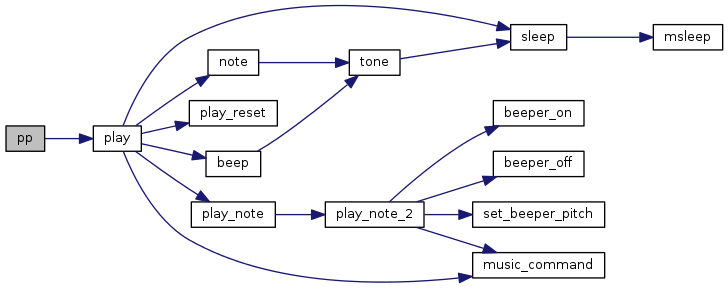 sleep
msleep
note
tone
play_reset
beeper_on
pp
play
beep
beeper_off
play_note
play_note_2
set_beeper_pitch
music_command